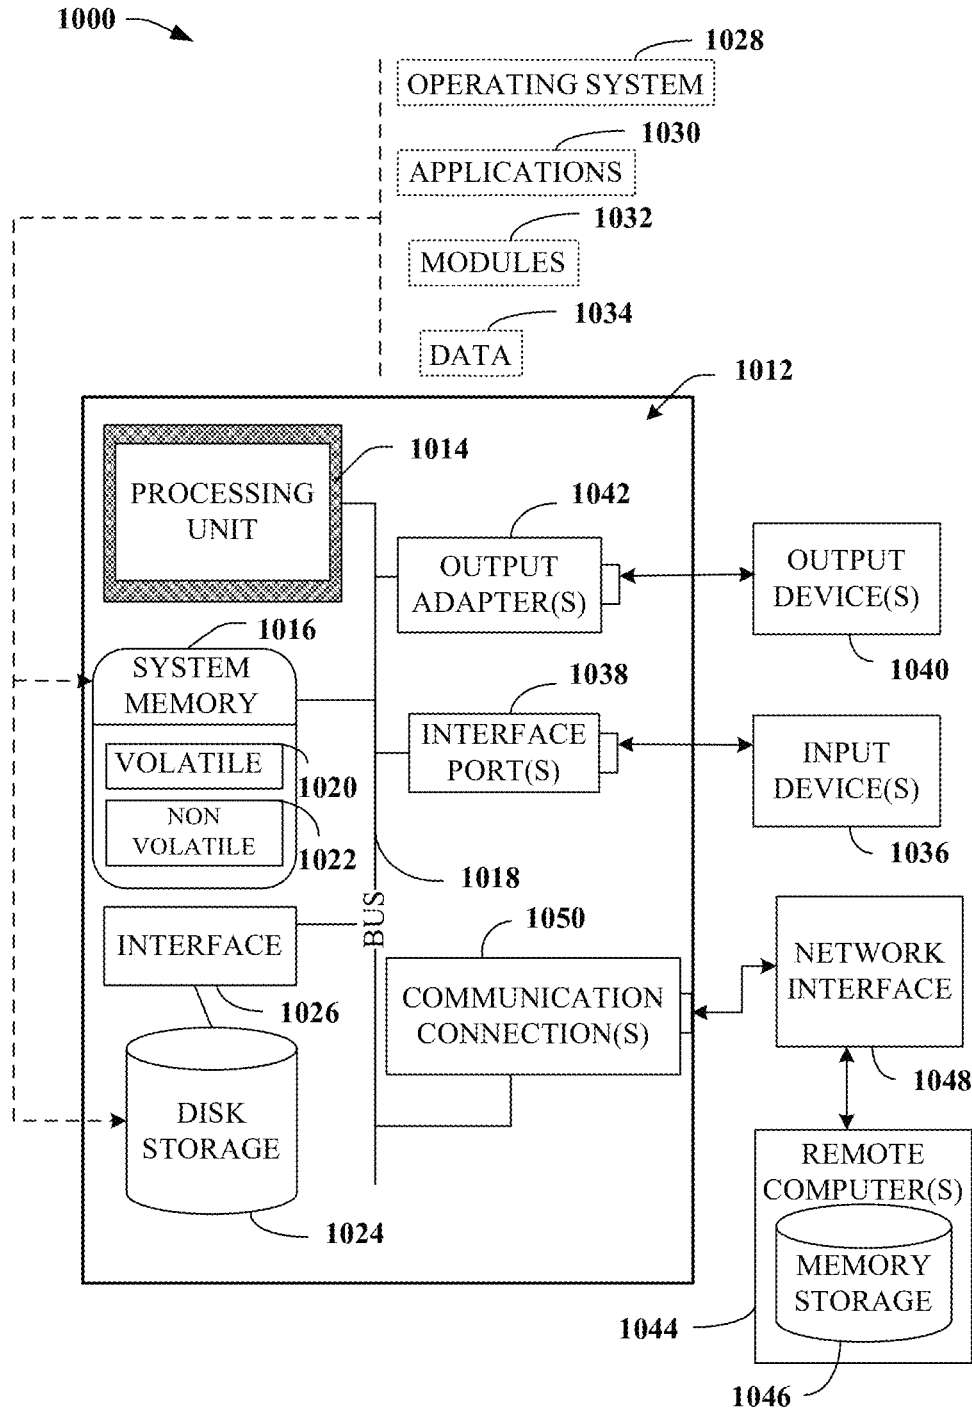 1000
1028
OPERATING SYSTEM
1030
APPLICATIONS
1032
MODULES
1034
DATA
1012
1014
PROCESSING
UNIT
1042
OUTPUT
ADAPTER(S)
OUTPUT
DEVICE(S)
1040
1016
SYSTEM
MEMORY
VOLATILE
1020
NON
VOLATILE
1022
1038
INTERFACE
PORT(S)
INPUT
DEVICE(S)
1036
1018
BUS
INTERFACE
1026
1050
COMMUNICATION
CONNECTION(S)
NETWORK
INTERFACE
1048
DISK
STORAGE
1024
REMOTE
COMPUTER(S)
MEMORY
STORAGE
1044
1046